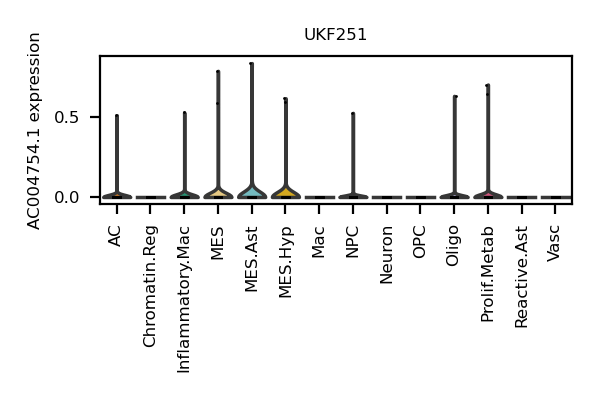 UKF251
AC004754.1 expression
0.5
0.0
AC
Chromatin.Reg
Inflammatory.Mac
MES
MES.Ast
MES.Hyp
Mac
NPC
Neuron
OPC
Oligo
Prolif.Metab
Reactive.Ast
Vasc